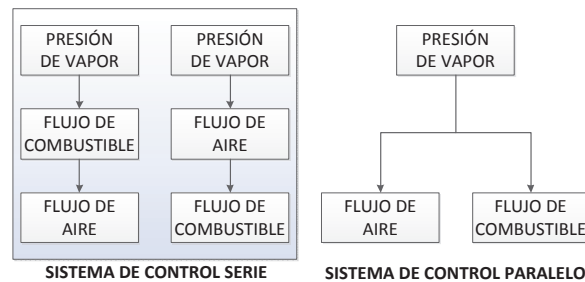 PRESIÓN
DE VAPOR
FLUJO DE
COMBUSTIBLE
FLUJO DE
AIRE
PRESIÓN
DE VAPOR
FLUJO DE
AIRE
FLUJO DE
COMBUSTIBLE
SISTEMA DE CONTROL SERIE
PRESIÓN
DE VAPOR
FLUJO DE
AIRE
FLUJO DE
COMBUSTIBLE
SISTEMA DE CONTROL PARALELO